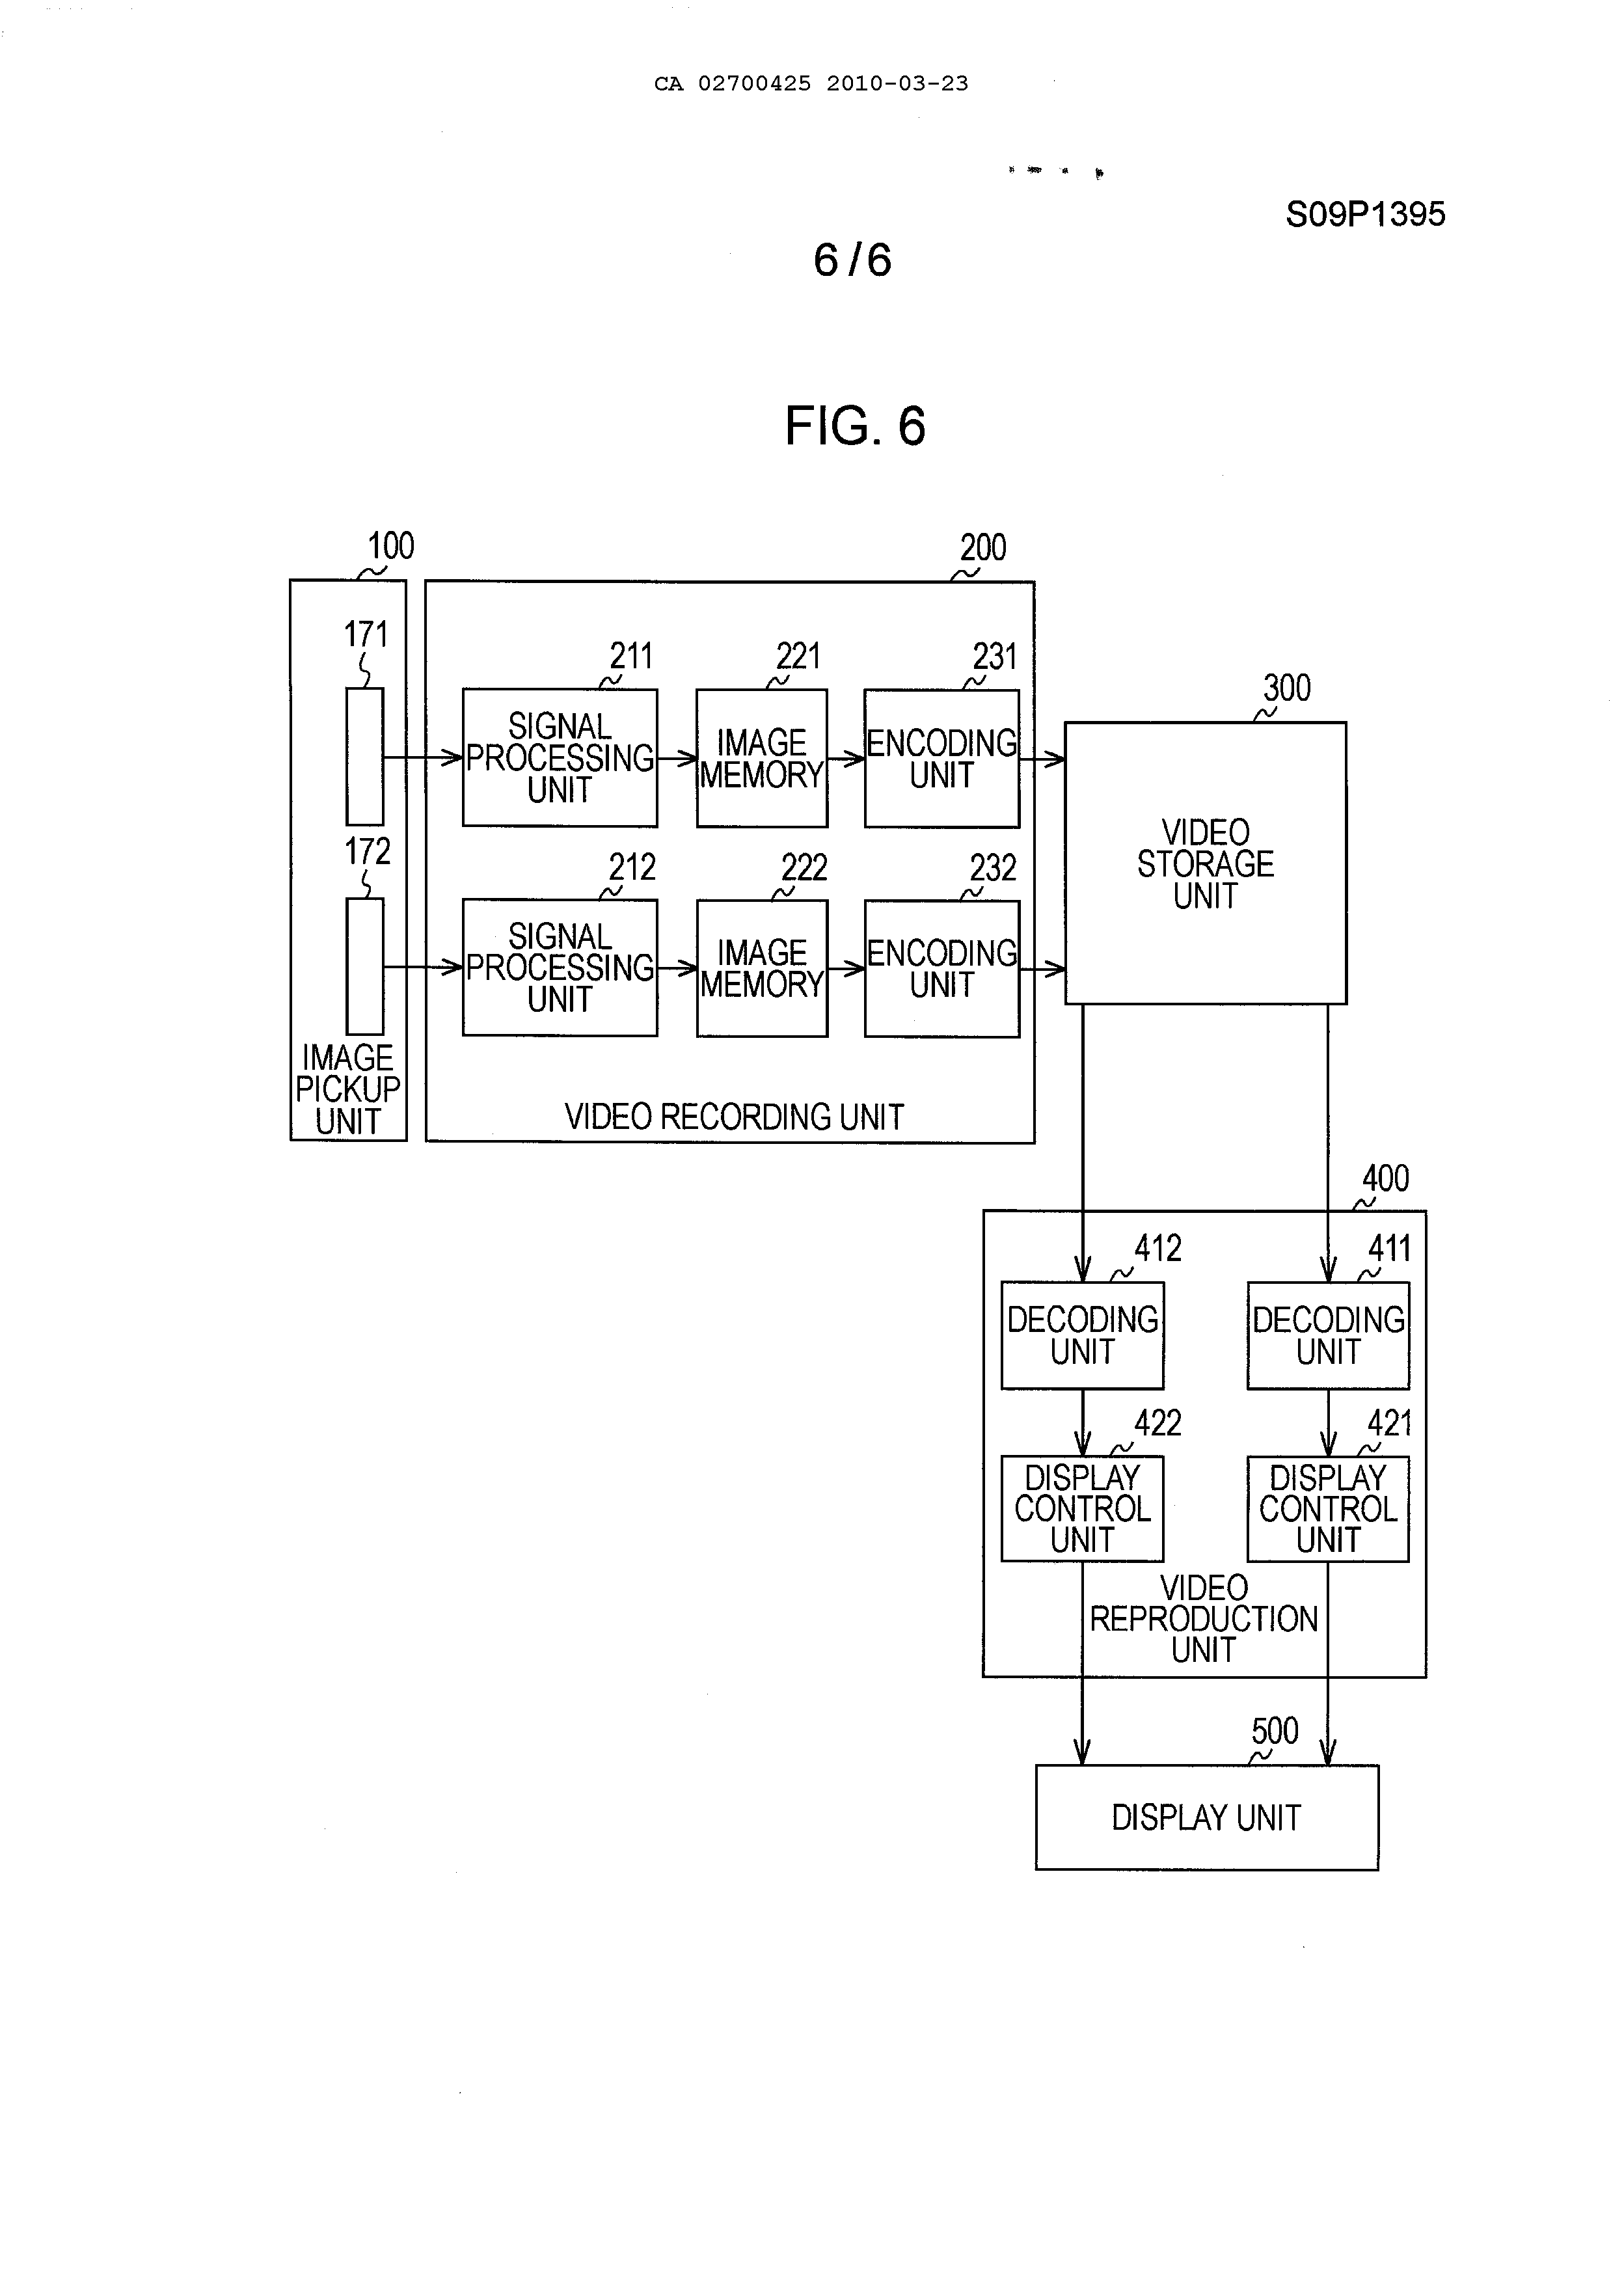 CA 02700425 2010-03-23
S09P1395
6/6
FIG. 6
100
200
171
211
221
231
300
SIGNAL
PROCESSING
UNIT
IMAGE
MEMORY
ENCODING
UNIT
VIDEO
STORAGE
UNIT
172
212
222
232
SIGNAL
PROCESSING
UNIT
IMAGE
MEMORY
ENCODING
UNIT
IMAGE
PICKUP
UNIT
VIDEO RECORDING UNIT
400
412
411
DECODING
UNIT
DECODING
UNIT
422
421
DISPLAY
CONTROL
UNIT
DISPLAY
CONTROL
UNIT
VIDEO
REPRODUCTION
UNIT
500
DISPLAY UNIT